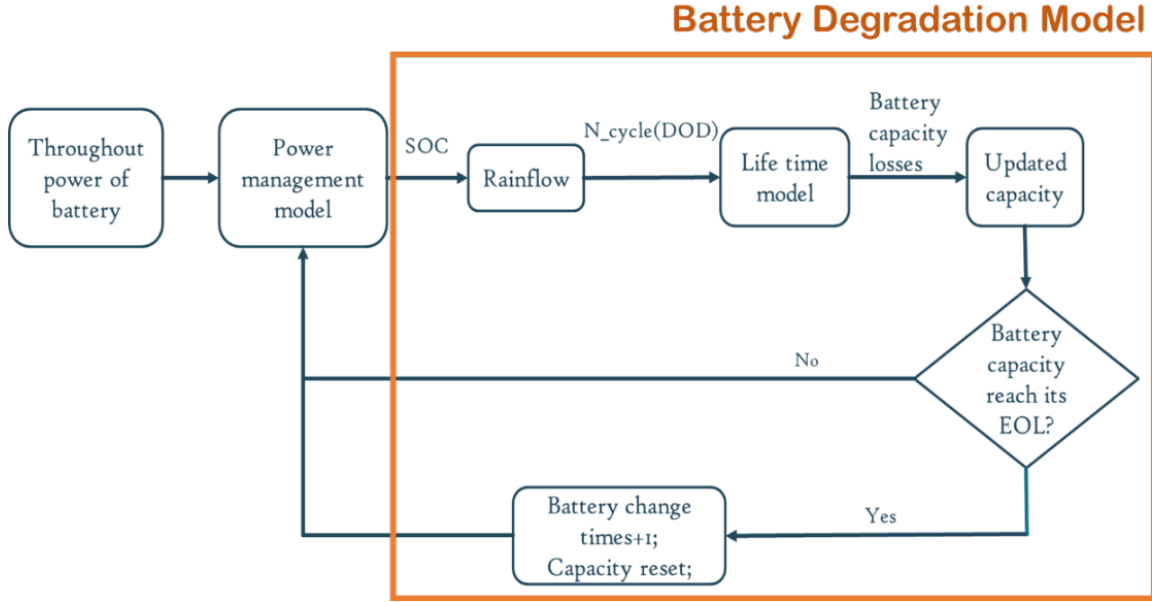 Battery Degradation Model
Throughout
power of
battery
Power
management
model
SOC
Rainflow
N_cycle(DOD)
Life time
model
Battery
capacity
losses
Updated
capacity
Battery
capacity
reach its
EOL?
No
Yes
Battery change
times+1;
Capacity reset;